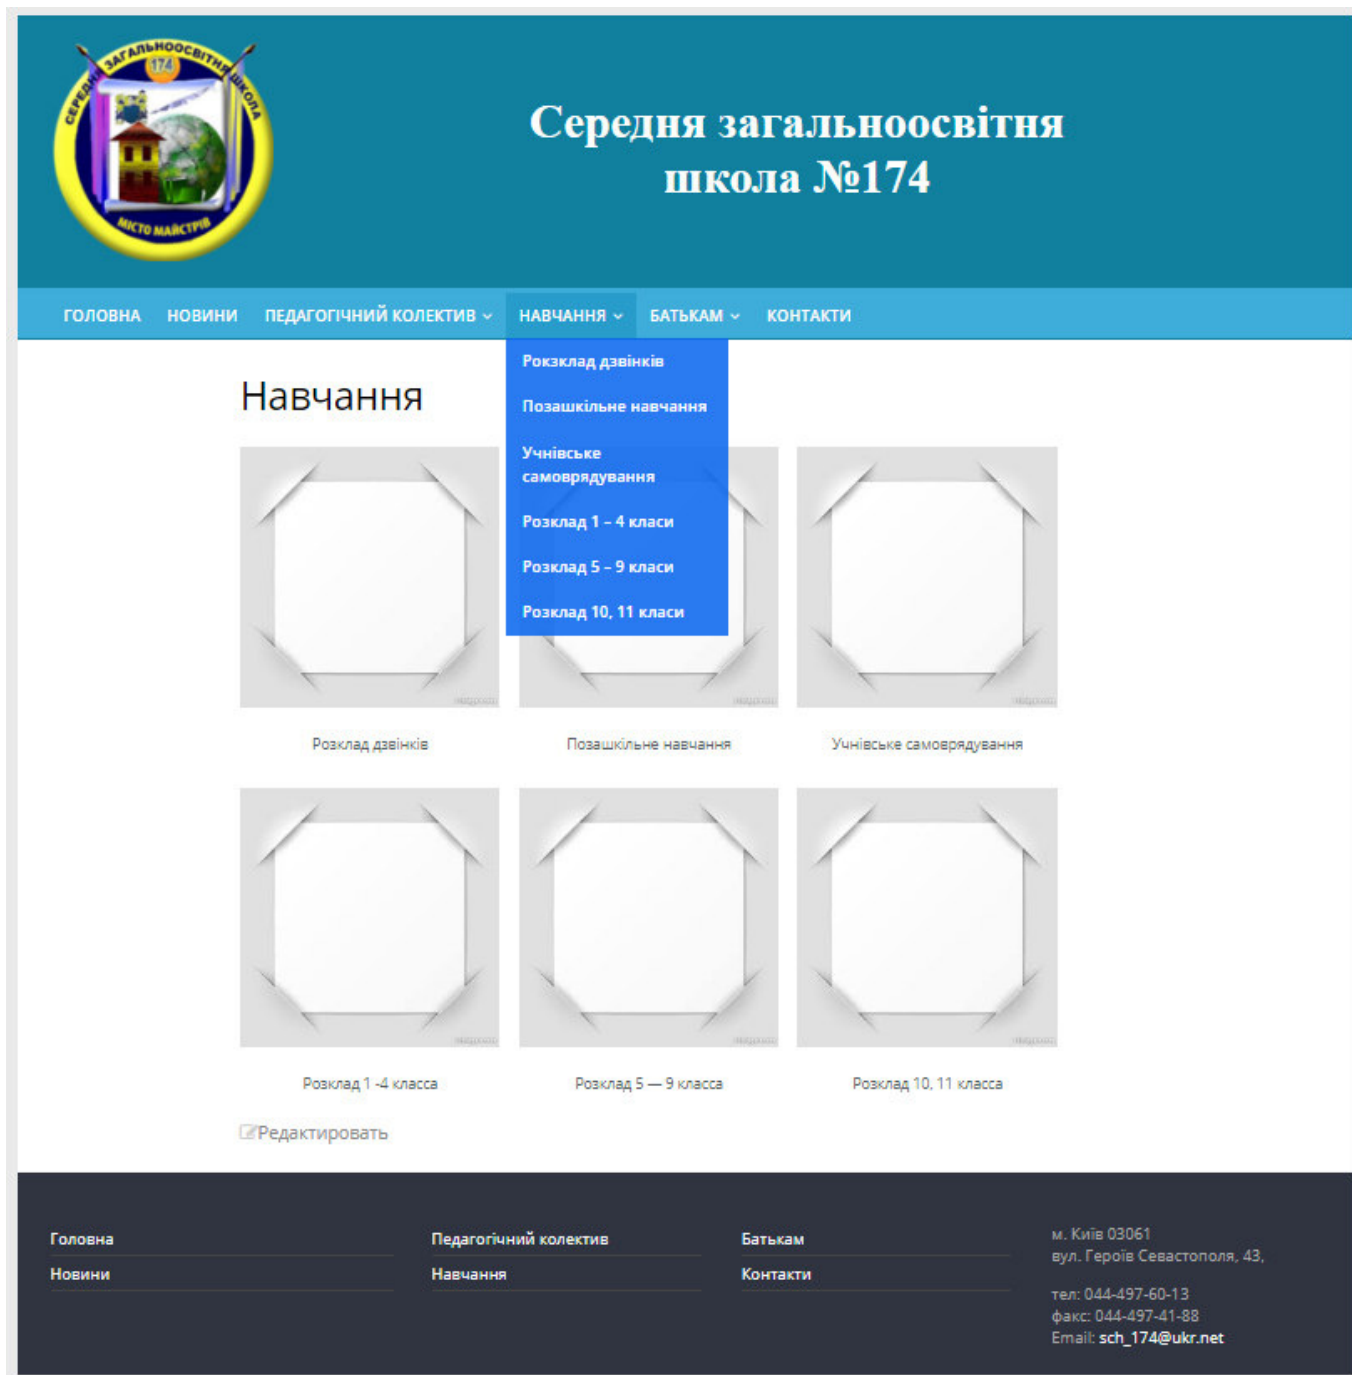 СЕРЕДНЯ ЗАГАЛЬНООСВІТНЯ ШКОЛА
174
МІСТО МАЙСТРІВ
Середня загальноосвітня
школа №174
ГОЛОВНА НОВИНИ ПЕДАГОГІЧНИЙ КОЛЕКТИВ НАВЧАННЯ БАТЬКАМ КОНТАКТИ
Рокзклад дзвінків
Позашкільне навчання
Учнівське
самоврядування
Розклад 1 – 4 класи
Розклад 5 – 9 класи
Розклад 10, 11 класи
Навчання
Розклад дзвінків Позашкільне навчання Учнівське самоврядування
Розклад 1 -4 класса Розклад 5 — 9 класса Розклад 10, 11 класса
Редактировать
Головна Педагогічний колектив Батькам
Новини Навчання Контакти
м. Київ 03061
вул. Героїв Севастополя, 43,
тел: 044-497-60-13
факс: 044-497-41-88
Email: sch_174@ukr.net